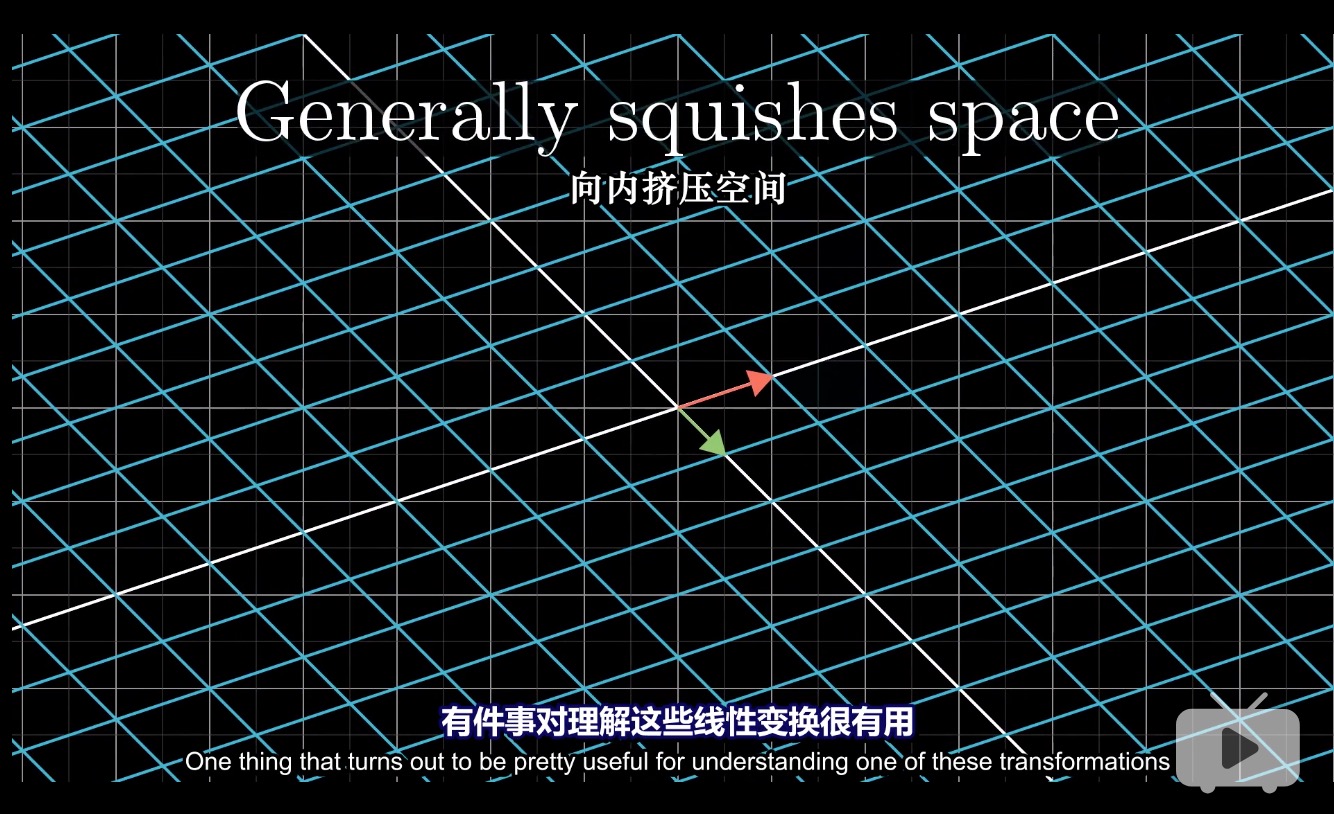 Generally squishes space
向内挤压空间
有件事对理解这些线性变换很有用
One thing that turns out to be pretty useful for understanding one of these transformations